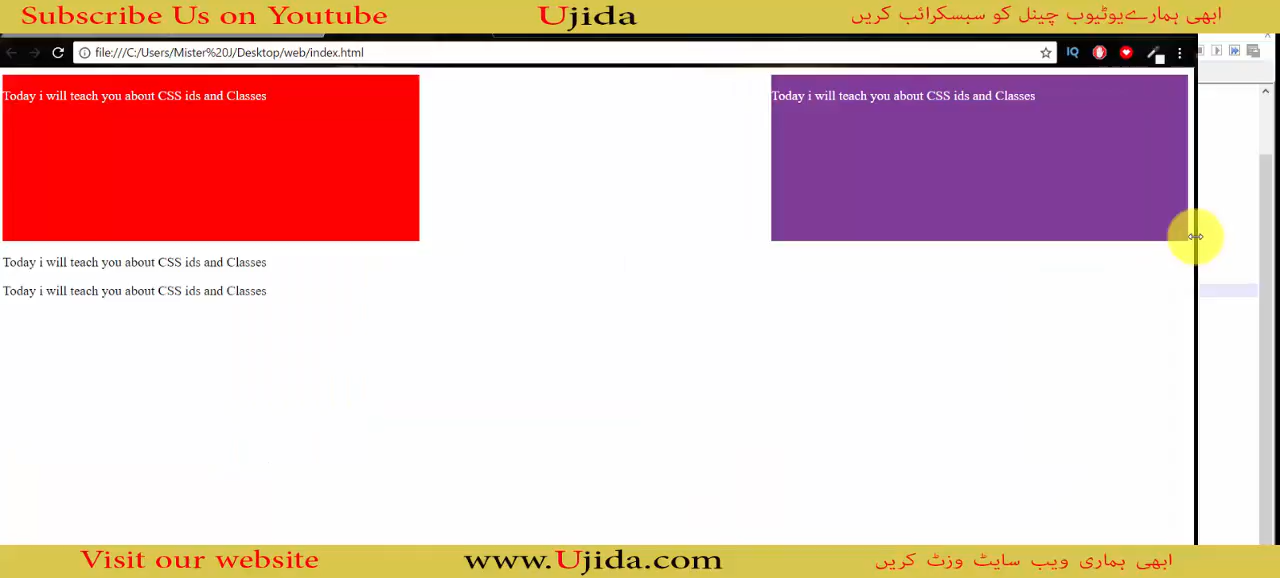 Subscribe Us on Youtube
Ujida
ابھی ہمارےیوٹیوب چینل کو سبسکرائب کریں
file:///C:/Users/Mister%20J/Desktop/web/index.html
IQ
Today i will teach you about CSS ids and Classes
Today i will teach you about CSS ids and Classes
Today i will teach you about CSS ids and Classes
Today i will teach you about CSS ids and Classes
Visit our website
www.Ujida.com
ابھی ہماری ویب سایٹ وزٹ کریں